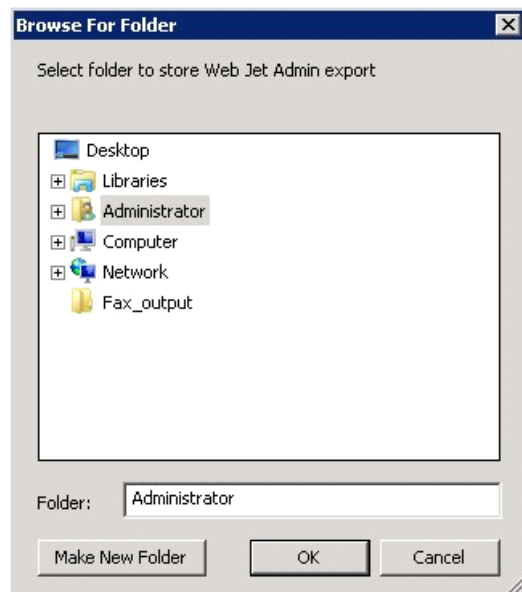 Browse For Folder
Select folder to store Web Jet Admin export
Desktop
Libraries
Administrator
Computer
Network
Fax_output
Folder: Administrator
Make New Folder OK Cancel